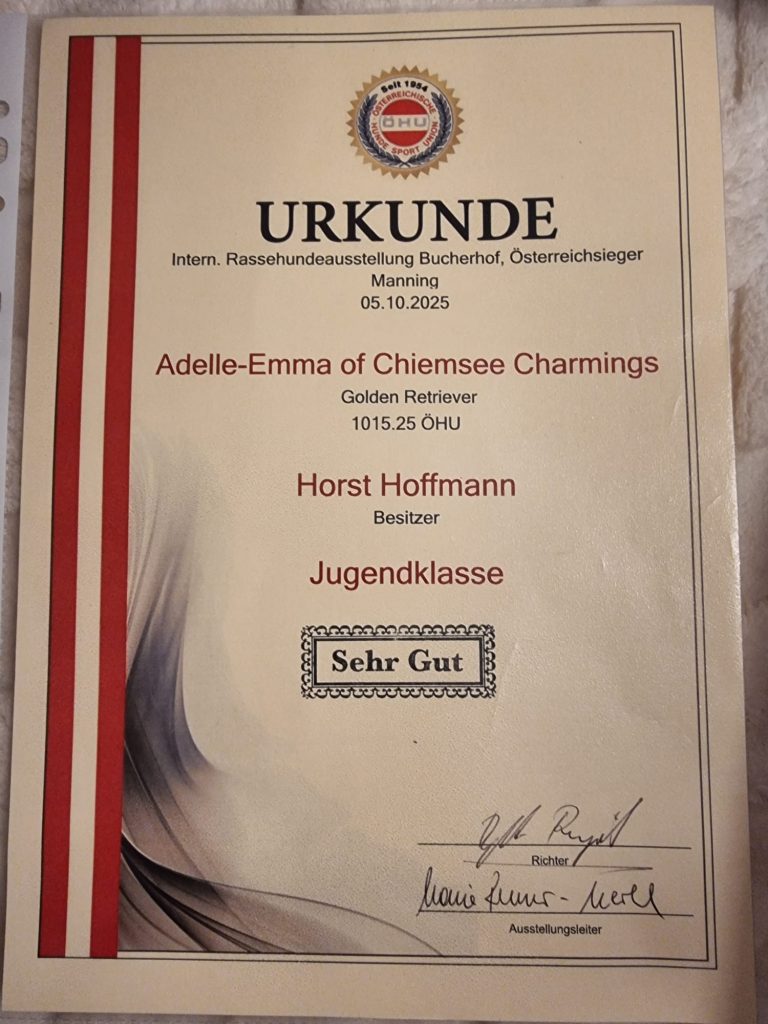 Seit 1954
ÖSTERREICHISCHE
ÖHU
HUNDE SPORT UNION
URKUNDE
Intern. Rassehundeausstellung Bucherhof, Österreichsieger
Manning
05.10.2025
Adelle-Emma of Chiemsee Charmings
Golden Retriever
1015.25 ÖHU
Horst Hoffmann
Besitzer
Jugendklasse
Sehr Gut
Richter
Ausstellungsleiter